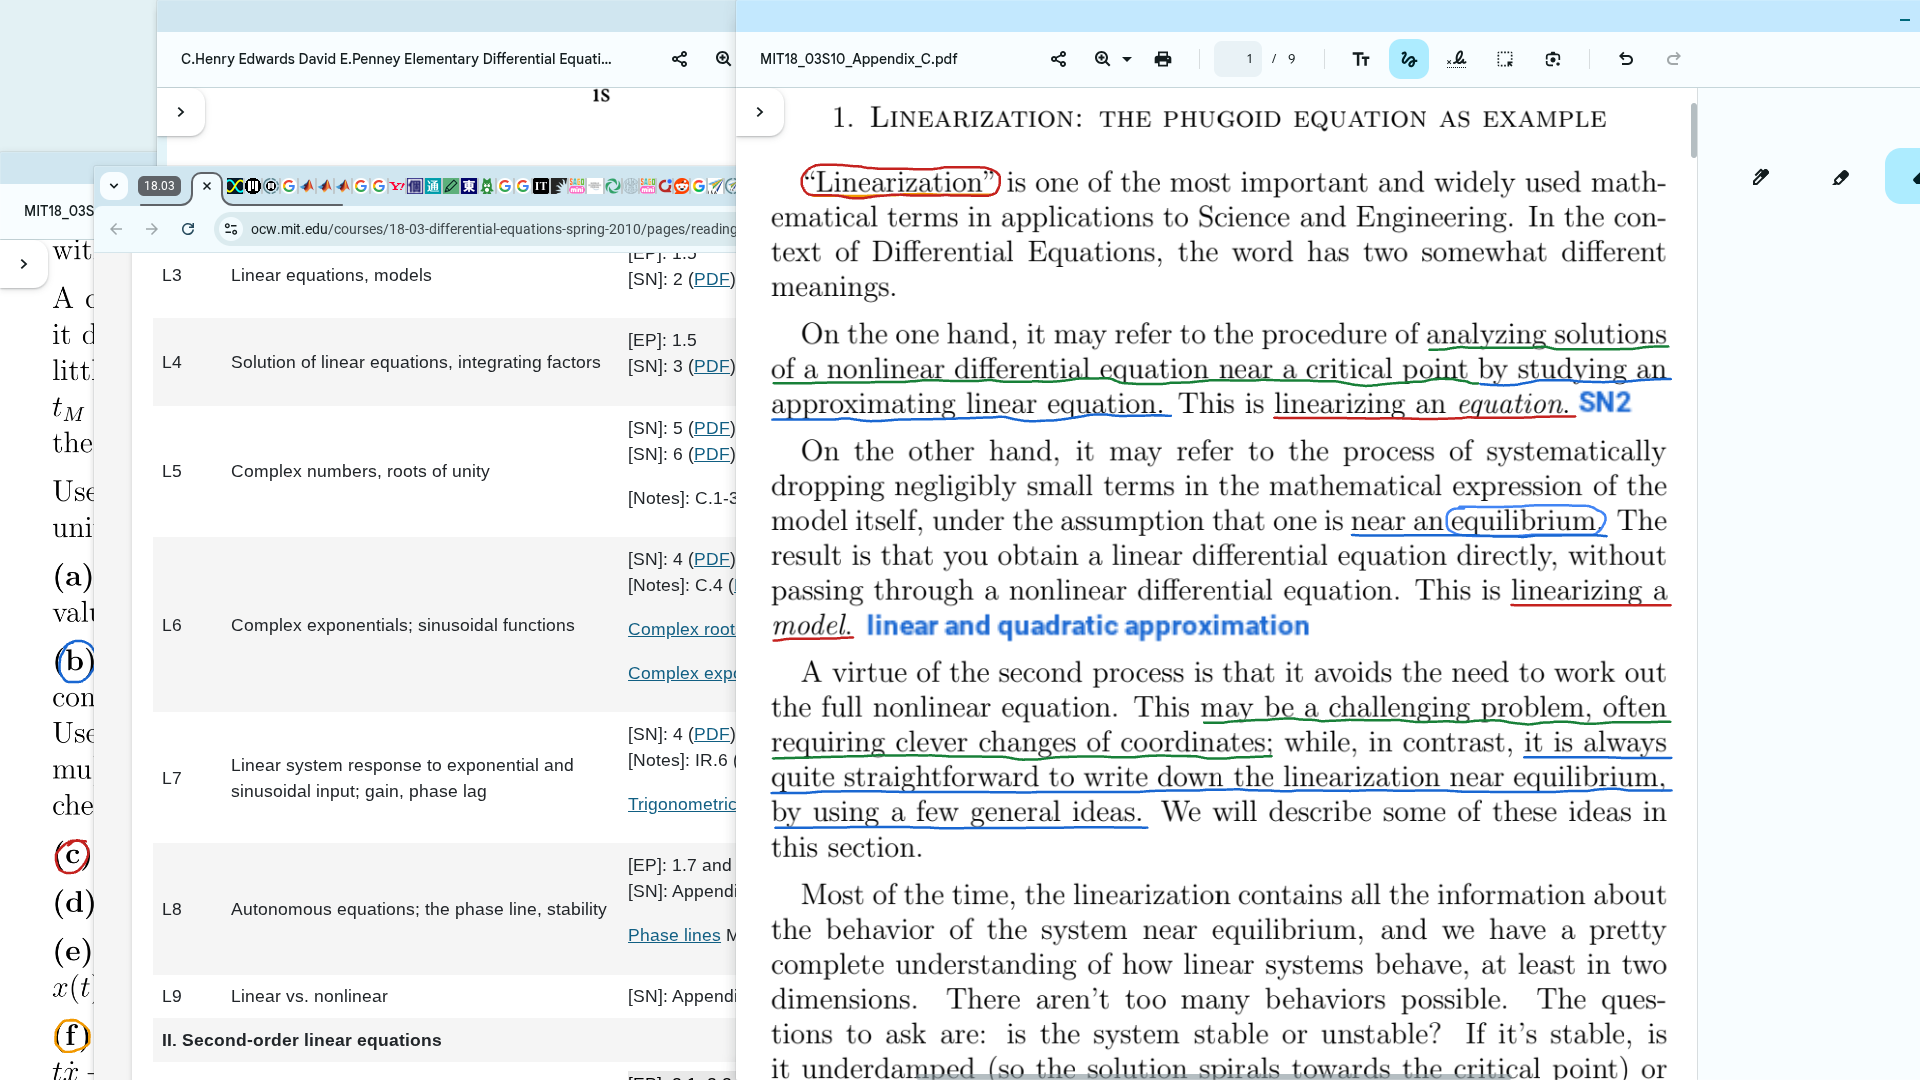 C.Henry Edwards David E.Penney Elementary Differential Equati...
is
MIT18_03S
wit
A
it d
littl
tM
the
Use
uni
(a)
valu
(b)
con
Use
mu
che
(c)
(d)
(e)
x(t)
(f)
tẋ -
18.03
ocw.mit.edu/courses/18-03-differential-equations-spring-2010/pages/reading
[EP]: 1.5
L3 Linear equations, models [SN]: 2 (PDF)
[EP]: 1.5
L4 Solution of linear equations, integrating factors [SN]: 3 (PDF)
[SN]: 5 (PDF)
[SN]: 6 (PDF)
L5 Complex numbers, roots of unity
[Notes]: C.1-3
[SN]: 4 (PDF)
[Notes]: C.4 (
L6 Complex exponentials; sinusoidal functions
Complex root
Complex expo
[SN]: 4 (PDF)
[Notes]: IR.6 (
L7 Linear system response to exponential and
sinusoidal input; gain, phase lag
Trigonometric
[EP]: 1.7 and
[SN]: Appendi
L8 Autonomous equations; the phase line, stability
Phase lines M
L9 Linear vs. nonlinear [SN]: Appendi
II. Second-order linear equations
MIT18_03S10_Appendix_C.pdf 1 / 9
1. Linearization: the phugoid equation as example
“Linearization” is one of the most important and widely used math-
ematical terms in applications to Science and Engineering. In the con-
text of Differential Equations, the word has two somewhat different
meanings.
On the one hand, it may refer to the procedure of analyzing solutions
of a nonlinear differential equation near a critical point by studying an
approximating linear equation. This is linearizing an equation. SN2
On the other hand, it may refer to the process of systematically
dropping negligibly small terms in the mathematical expression of the
model itself, under the assumption that one is near an equilibrium. The
result is that you obtain a linear differential equation directly, without
passing through a nonlinear differential equation. This is linearizing a
model. linear and quadratic approximation
A virtue of the second process is that it avoids the need to work out
the full nonlinear equation. This may be a challenging problem, often
requiring clever changes of coordinates; while, in contrast, it is always
quite straightforward to write down the linearization near equilibrium,
by using a few general ideas. We will describe some of these ideas in
this section.
Most of the time, the linearization contains all the information about
the behavior of the system near equilibrium, and we have a pretty
complete understanding of how linear systems behave, at least in two
dimensions. There aren’t too many behaviors possible. The ques-
tions to ask are: is the system stable or unstable? If it’s stable, is
it underdamped (so the solution spirals towards the critical point) or